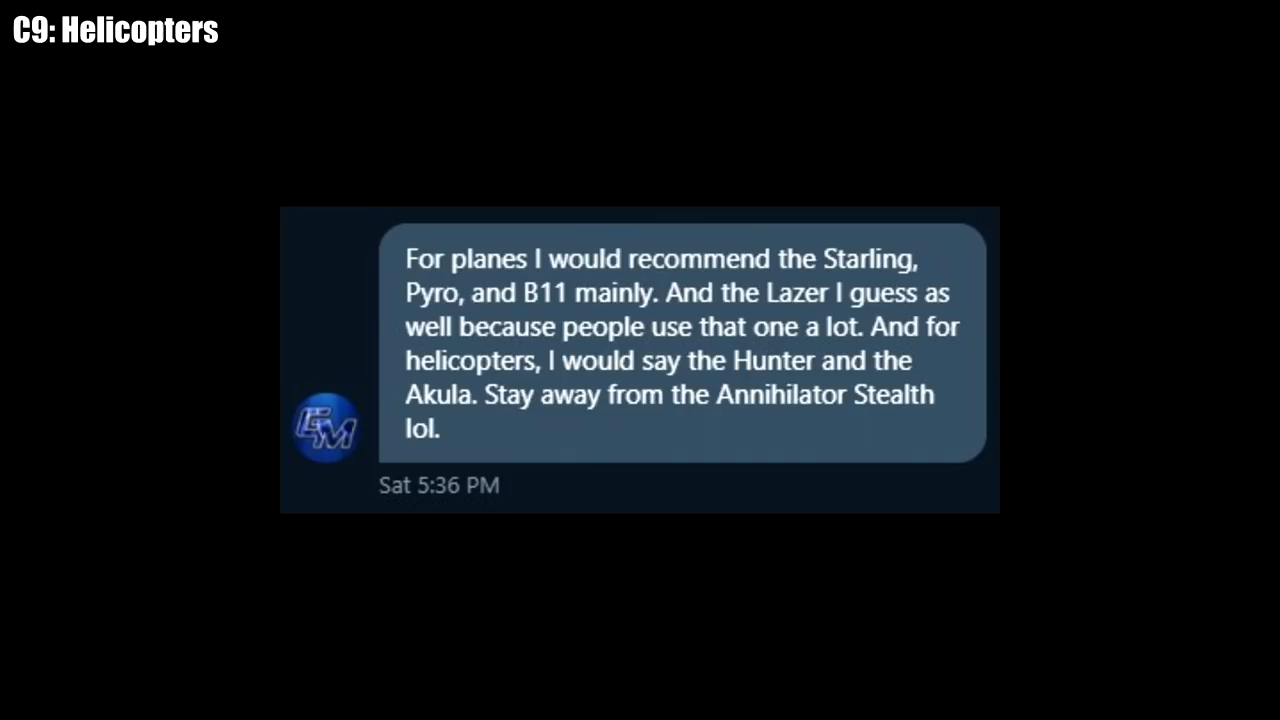 C9: Helicopters
For planes I would recommend the Starling,
Pyro, and B11 mainly. And the Lazer I guess as
well because people use that one a lot. And for
helicopters, I would say the Hunter and the
Akula. Stay away from the Annihilator Stealth
lol.
EM
Sat 5:36 PM